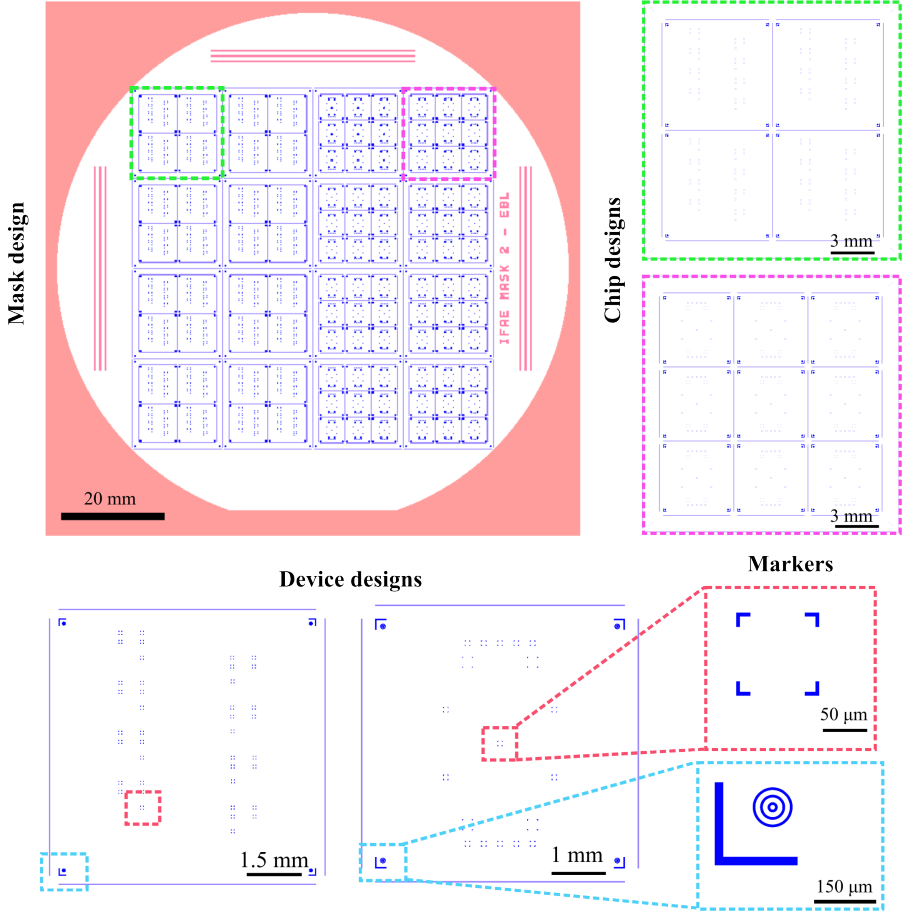 Mask design
IFAE MASK 2 - EBL
20 mm
Chip designs
3 mm
3 mm
Device designs
1.5 mm
1 mm
Markers
50 μm
150 μm